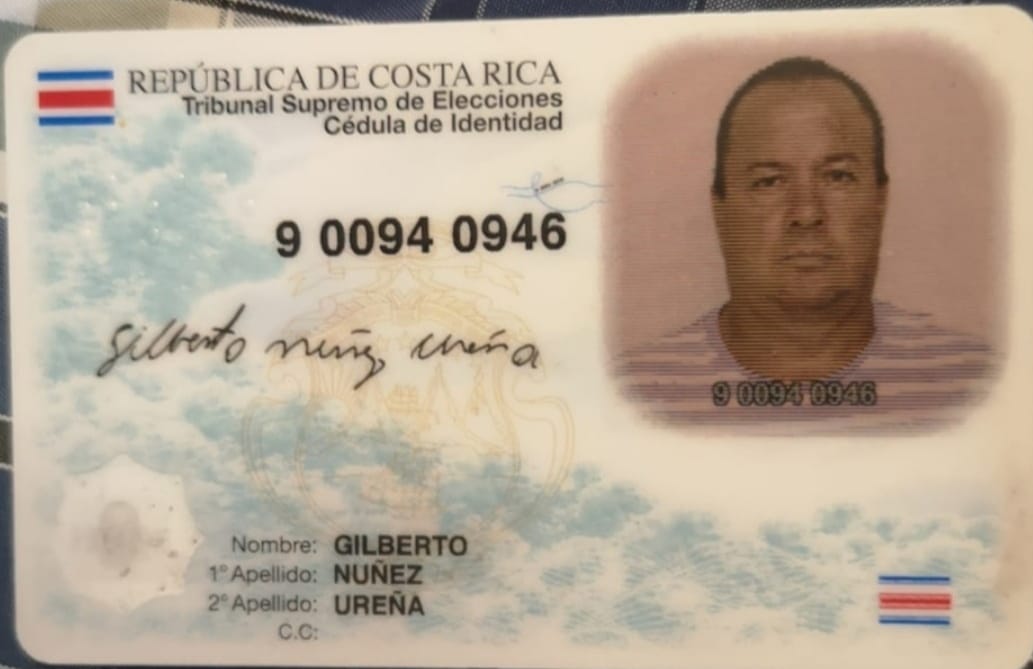 REPÚBLICA DE COSTA RICA
Tribunal Supremo de Elecciones
Cédula de Identidad
9 0094 0946
Gilberto Nuñez Ureña
9 0094 0946
Nombre: GILBERTO
1° Apellido: NUÑEZ
2° Apellido: UREÑA
C.C: